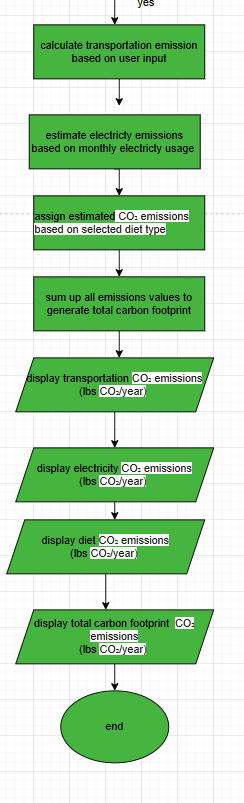 yes
calculate transportation emission
based on user input
estimate electricty emissions
based on monthly electricty usage
assign estimated CO₂ emissions
based on selected diet type
sum up all emissions values to
generate total carbon footprint
display transportation CO₂ emissions
(lbs CO₂/year)
display electricity CO₂ emissions
(lbs CO₂/year)
display diet CO₂ emissions
(lbs CO₂/year)
display total carbon footprint CO₂
emissions
(lbs CO₂/year)
end